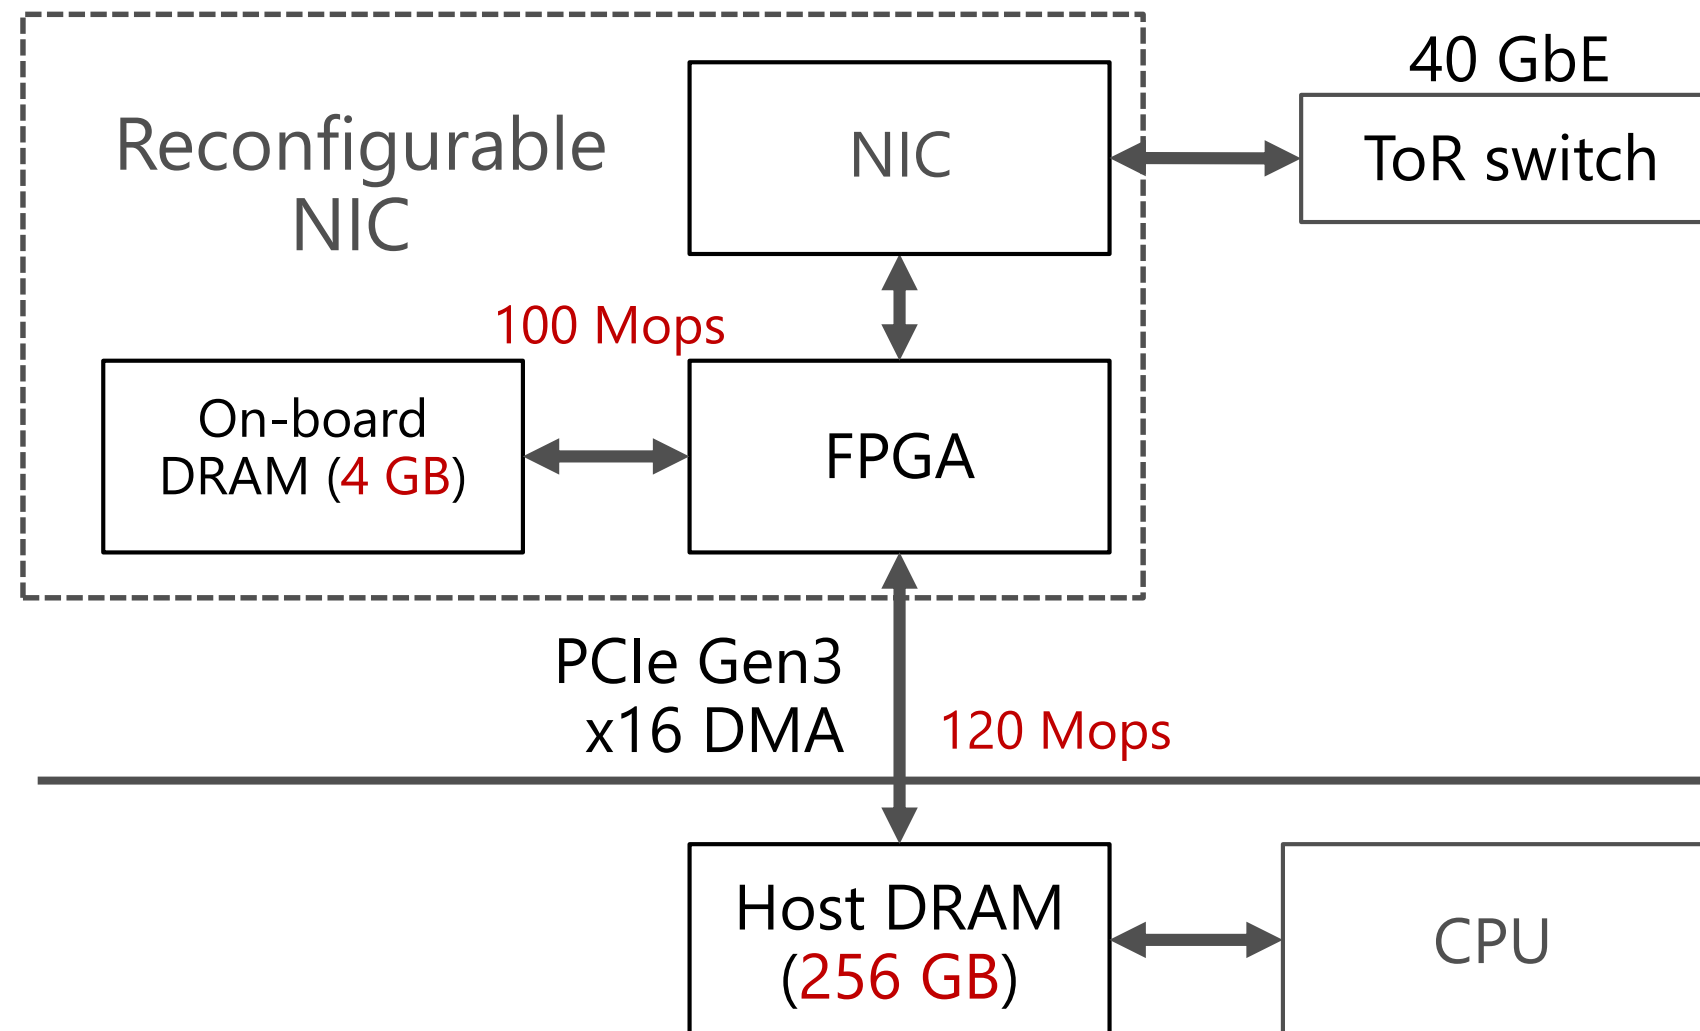 40 GbE
Reconfigurable
NIC
NIC
ToR switch
100 Mops
On-board
DRAM (4 GB)
FPGA
PCIe Gen3
x16 DMA
120 Mops
Host DRAM
(256 GB)
CPU